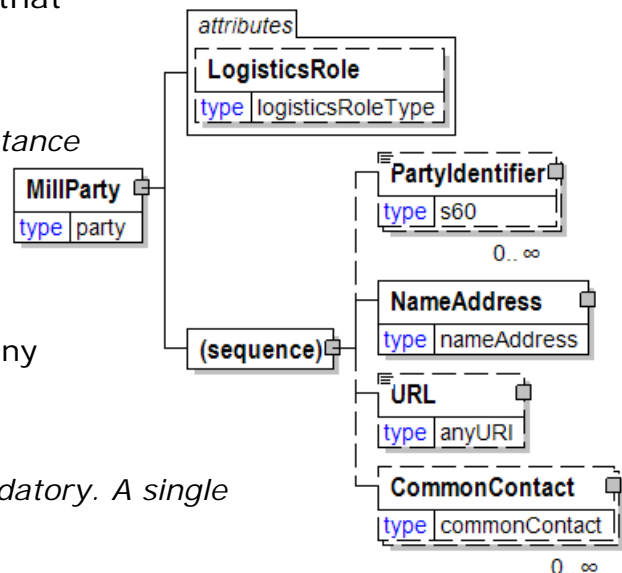 that
attributes
LogisticsRole
type logisticsRoleType
tance
MillParty
type party
PartyIdentifier
type s60
0.. ∞
NameAddress
type nameAddress
ny
(sequence)
URL
type anyURI
datory. A single
CommonContact
type commonContact
0.. ∞